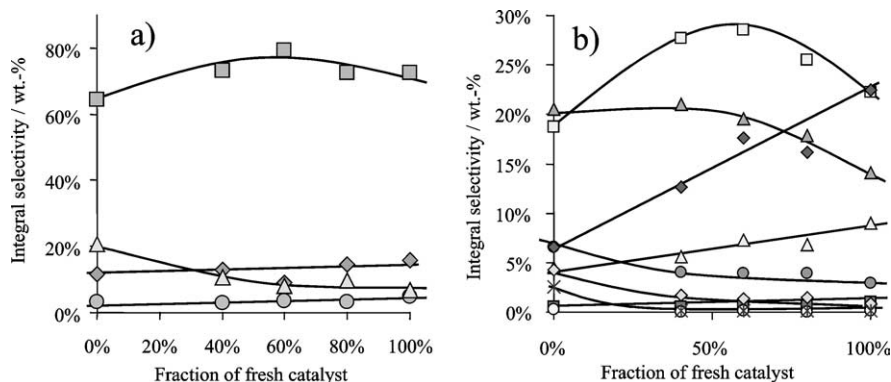 a)
Integral selectivity / wt.-%
80%
60%
40%
20%
0%
0% 20% 40% 60% 80% 100%
Fraction of fresh catalyst
b)
Integral selectivity / wt.-%
30%
25%
20%
15%
10%
5%
0%
0% 50% 100%
Fraction of fresh catalyst